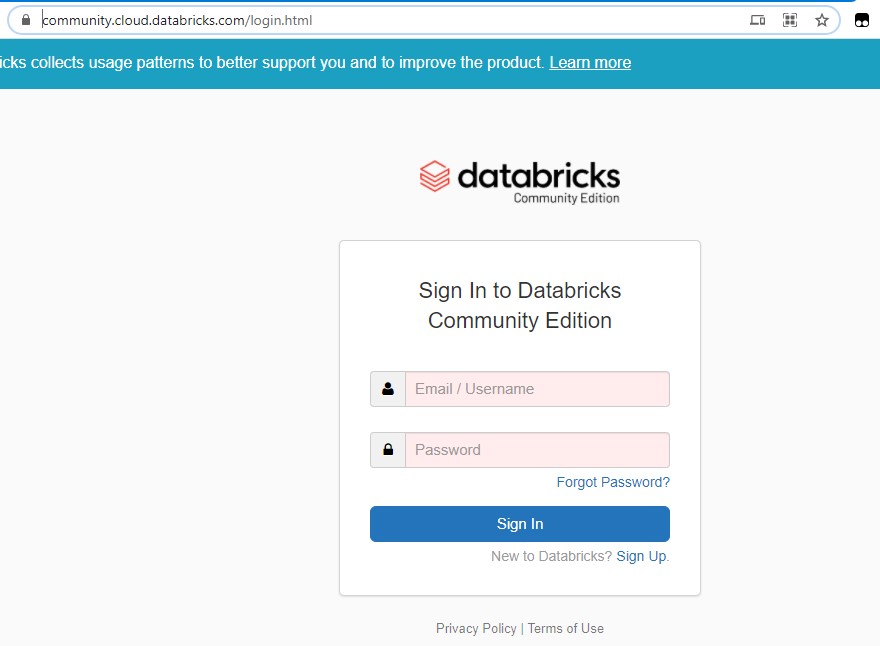 community.cloud.databricks.com/login.html
icks collects usage patterns to better support you and to improve the product. Learn more
databricks
Community Edition
Sign In to Databricks
Community Edition
Email / Username
Password
Forgot Password?
Sign In
New to Databricks? Sign Up.
Privacy Policy | Terms of Use